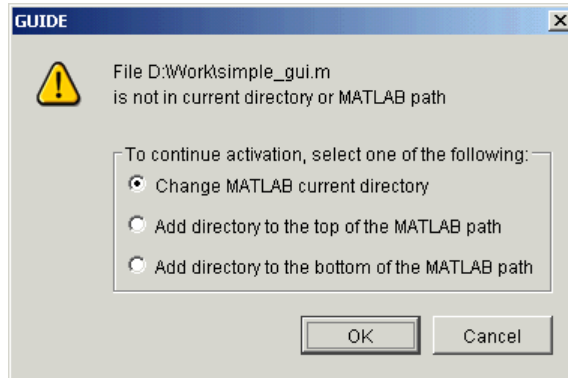 GUIDE
File D:\Work\simple_gui.m
is not in current directory or MATLAB path
To continue activation, select one of the following:
Change MATLAB current directory
Add directory to the top of the MATLAB path
Add directory to the bottom of the MATLAB path
OK
Cancel